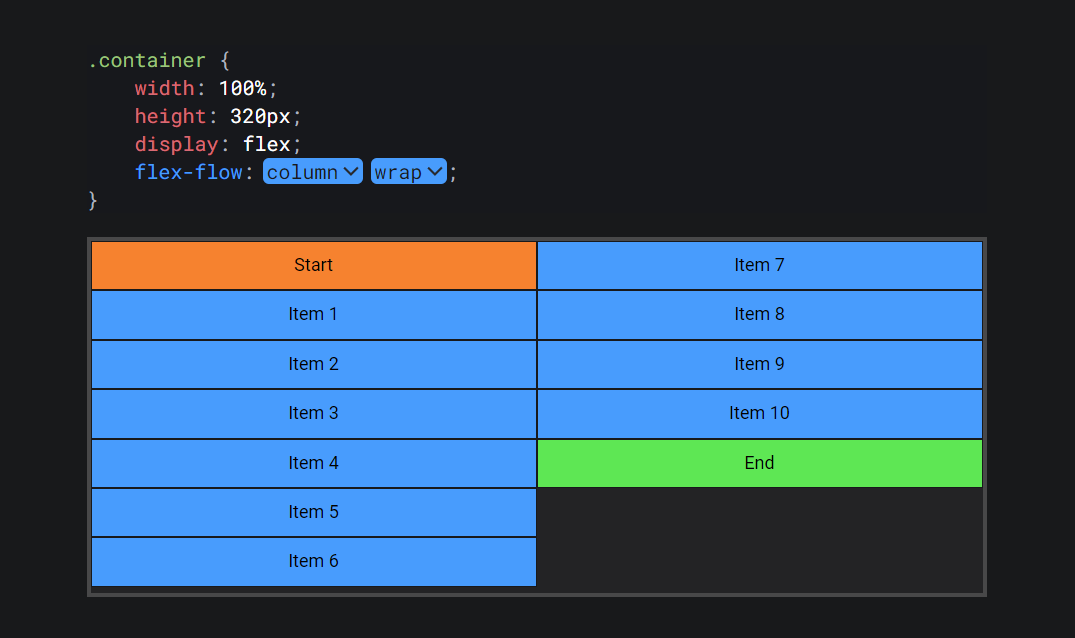 .container {
    width: 100%;
    height: 320px;
    display: flex;
    flex-flow: column wrap;
}
Start
Item 1
Item 2
Item 3
Item 4
Item 5
Item 6
Item 7
Item 8
Item 9
Item 10
End